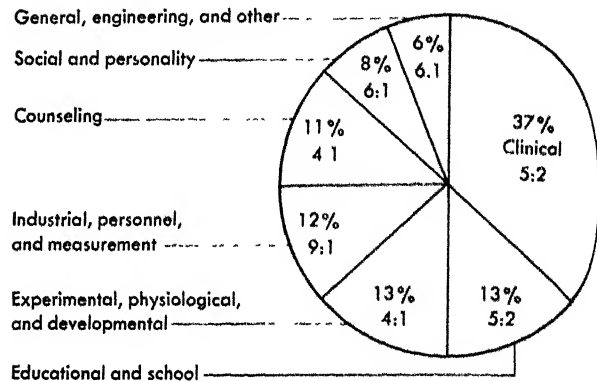 General, engineering, and other
6%
6.1
Social and personality
8%
6:1
37%
Clinical
5:2
Counseling
11%
4 1
Industrial, personnel,
and measurement
12%
9:1
Experimental, physiological,
and developmental
13%
4:1
13%
5:2
Educational and school